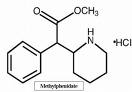 O
OCH₃
NH
•HCl
Methylphenidate